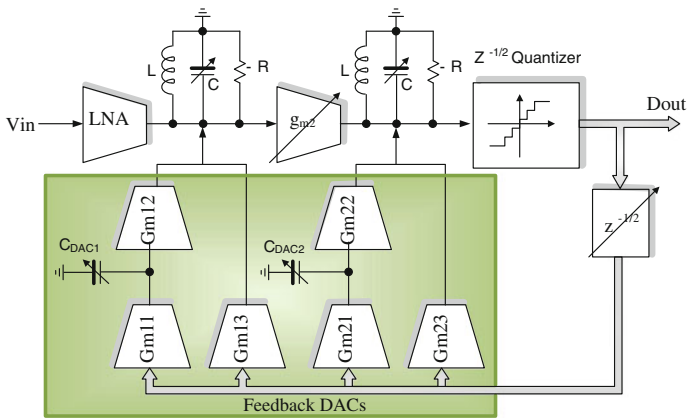 Z -1/2 Quantizer
L
C
- R
L
C
- R
Vin
LNA
gm2
Dout
Gm12
Gm22
z -1/2
CDAC1
CDAC2
Gm11
Gm13
Gm21
Gm23
Feedback DACs